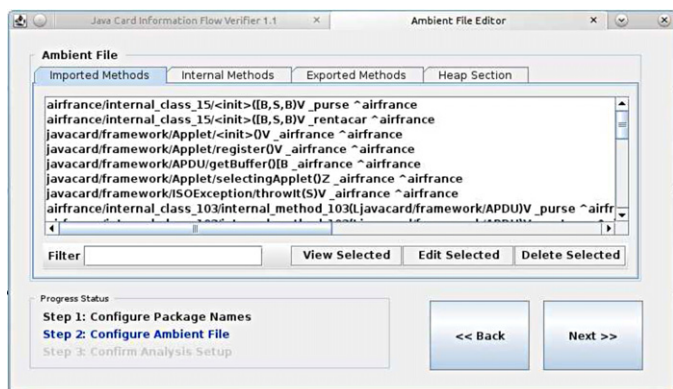 Java Card Information Flow Verifier 1.1
Ambient File Editor
Ambient File
Imported Methods
Internal Methods
Exported Methods
Heap Section
airfrance/internal_class_15/<init>([B,S,B)V _purse ^airfrance
airfrance/internal_class_15/<init>([B,S,B)V _rentacar ^airfrance
javacard/framework/Applet/<init>()V _airfrance ^airfrance
javacard/framework/Applet/register()V _airfrance ^airfrance
javacard/framework/APDU/getBuffer()[B _airfrance ^airfrance
javacard/framework/Applet/selectingApplet()Z _airfrance ^airfrance
javacard/framework/ISOException/throwIt(S)V _airfrance ^airfrance
airfrance/internal_class_103/internal_method_103(Ljavacard/framework/APDU)V _purse ^airfr
Filter
View Selected
Edit Selected
Delete Selected
Progress Status
Step 1: Configure Package Names
Step 2: Configure Ambient File
Step 3: Confirm Analysis Setup
<< Back
Next >>